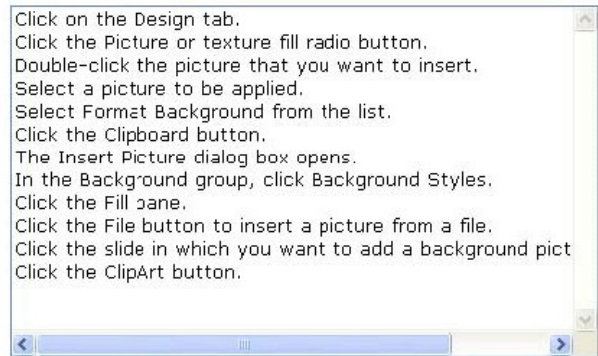 Click on the Design tab.
Click the Picture or texture fill radio button.
Double-click the picture that you want to insert.
Select a picture to be applied.
Select Format Background from the list.
Click the Clipboard button.
The Insert Picture dialog box opens.
In the Background group, click Background Styles.
Click the Fill pane.
Click the File button to insert a picture from a file.
Click the slide in which you want to add a background pict
Click the ClipArt button.